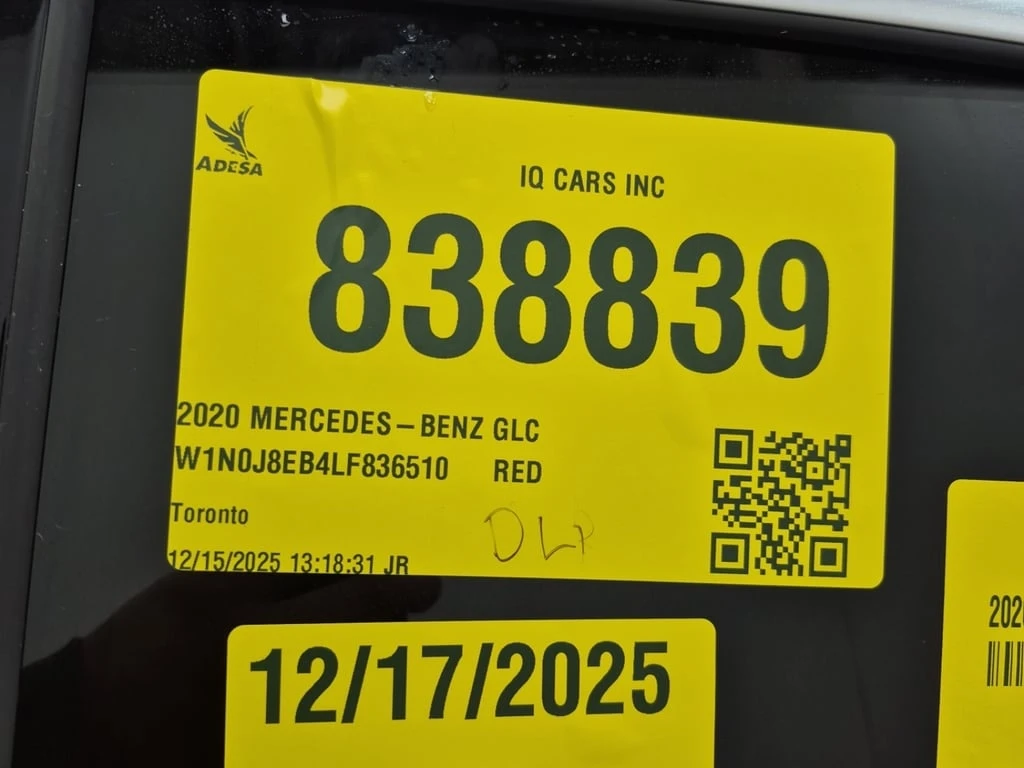 ADESA
IQ CARS INC
838839
2020 MERCEDES-BENZ GLC
W1N0J8EB4LF836510 RED
Toronto
DLP
12/15/2025 13:18:31 JR
12/17/2025